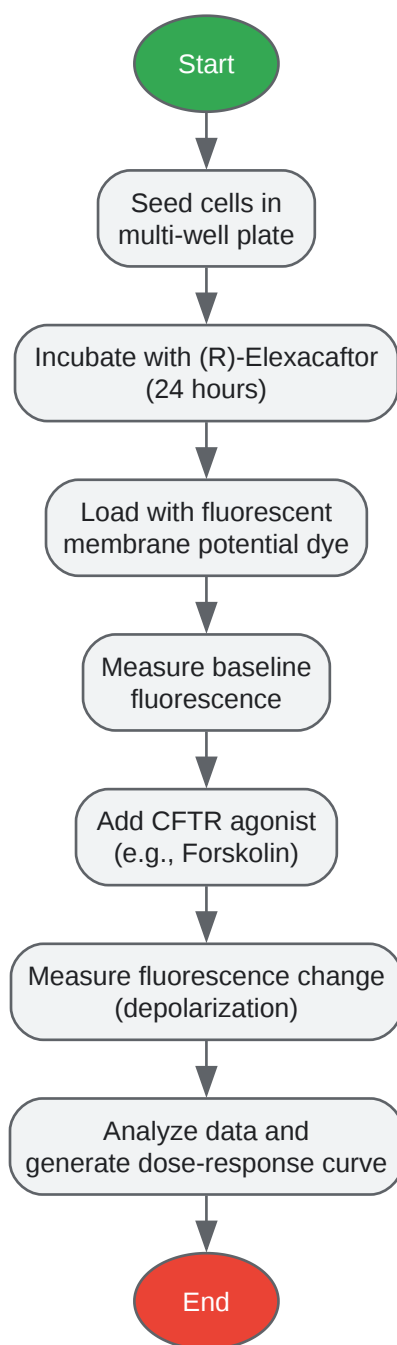 Start
Seed cells in
multi-well plate
Incubate with (R)-Elexacaftor
(24 hours)
Load with fluorescent
membrane potential dye
Measure baseline
fluorescence
Add CFTR agonist
(e.g., Forskolin)
Measure fluorescence change
(depolarization)
Analyze data and
generate dose-response curve
End